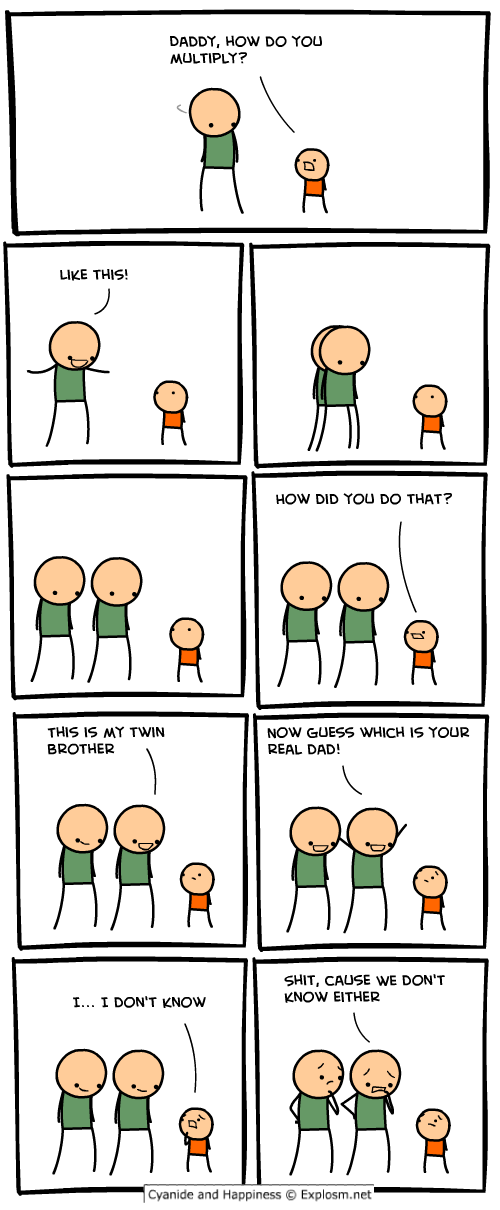 DADDY, HOW DO YOU
MULTIPLY?
LIKE THIS!
HOW DID YOU DO THAT?
THIS IS MY TWIN
BROTHER
NOW GUESS WHICH IS YOUR
REAL DAD!
I... I DON'T KNOW
SHIT, CAUSE WE DON'T
KNOW EITHER
Cyanide and Happiness © Explosm.net